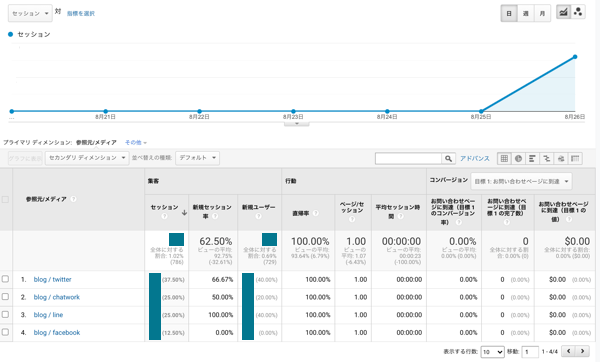 セッション 対 指標を選択 日 週 月
セッション
8月21日 8月22日 8月23日 8月24日 8月25日 8月26日
プライマリ ディメンション: 参照元/メディア その他
グラフに表示 セカンダリ ディメンション 並べ替えの種類: デフォルト アドバンス
参照元/メディア ? 集客 行動 コンバージョン 目標 1: お問い合わせページに到達
セッション ? 新規セッション率 ? 新規ユーザー ? 直帰率 ? ページ/セッション ? 平均セッション時間 ? お問い合わせページに到達（目標 1 のコンバージョン率） ? お問い合わせページに到達（目標 1 の完了数） ? お問い合わせページに到達（目標 1 の値） ?
62.50% 100.00% 1.00 00:00:00 0.00% 0 $0.00
全体に対する割合: 1.02% (786) ビューの平均: 92.75% (-32.61%) 全体に対する割合: 0.69% (729) ビューの平均: 93.64% (6.79%) ビューの平均: 1.07 (-6.43%) ビューの平均: 00:00:23 (-100.00%) ビューの平均: 0.00% (0.00%) 全体に対する割合: 0.00% (0) 全体に対する割合: 0.00% ($0.00)
1. blog / twitter (37.50%) 66.67% (40.00%) 100.00% 1.00 00:00:00 0.00% 0 (0.00%) $0.00 (0.00%)
2. blog / chatwork (25.00%) 50.00% (20.00%) 100.00% 1.00 00:00:00 0.00% 0 (0.00%) $0.00 (0.00%)
3. blog / line (25.00%) 100.00% (40.00%) 100.00% 1.00 00:00:00 0.00% 0 (0.00%) $0.00 (0.00%)
4. blog / facebook (12.50%) 0.00% (0.00%) 100.00% 1.00 00:00:00 0.00% 0 (0.00%) $0.00 (0.00%)
表示する行数: 10 移動: 1 1 - 4/4